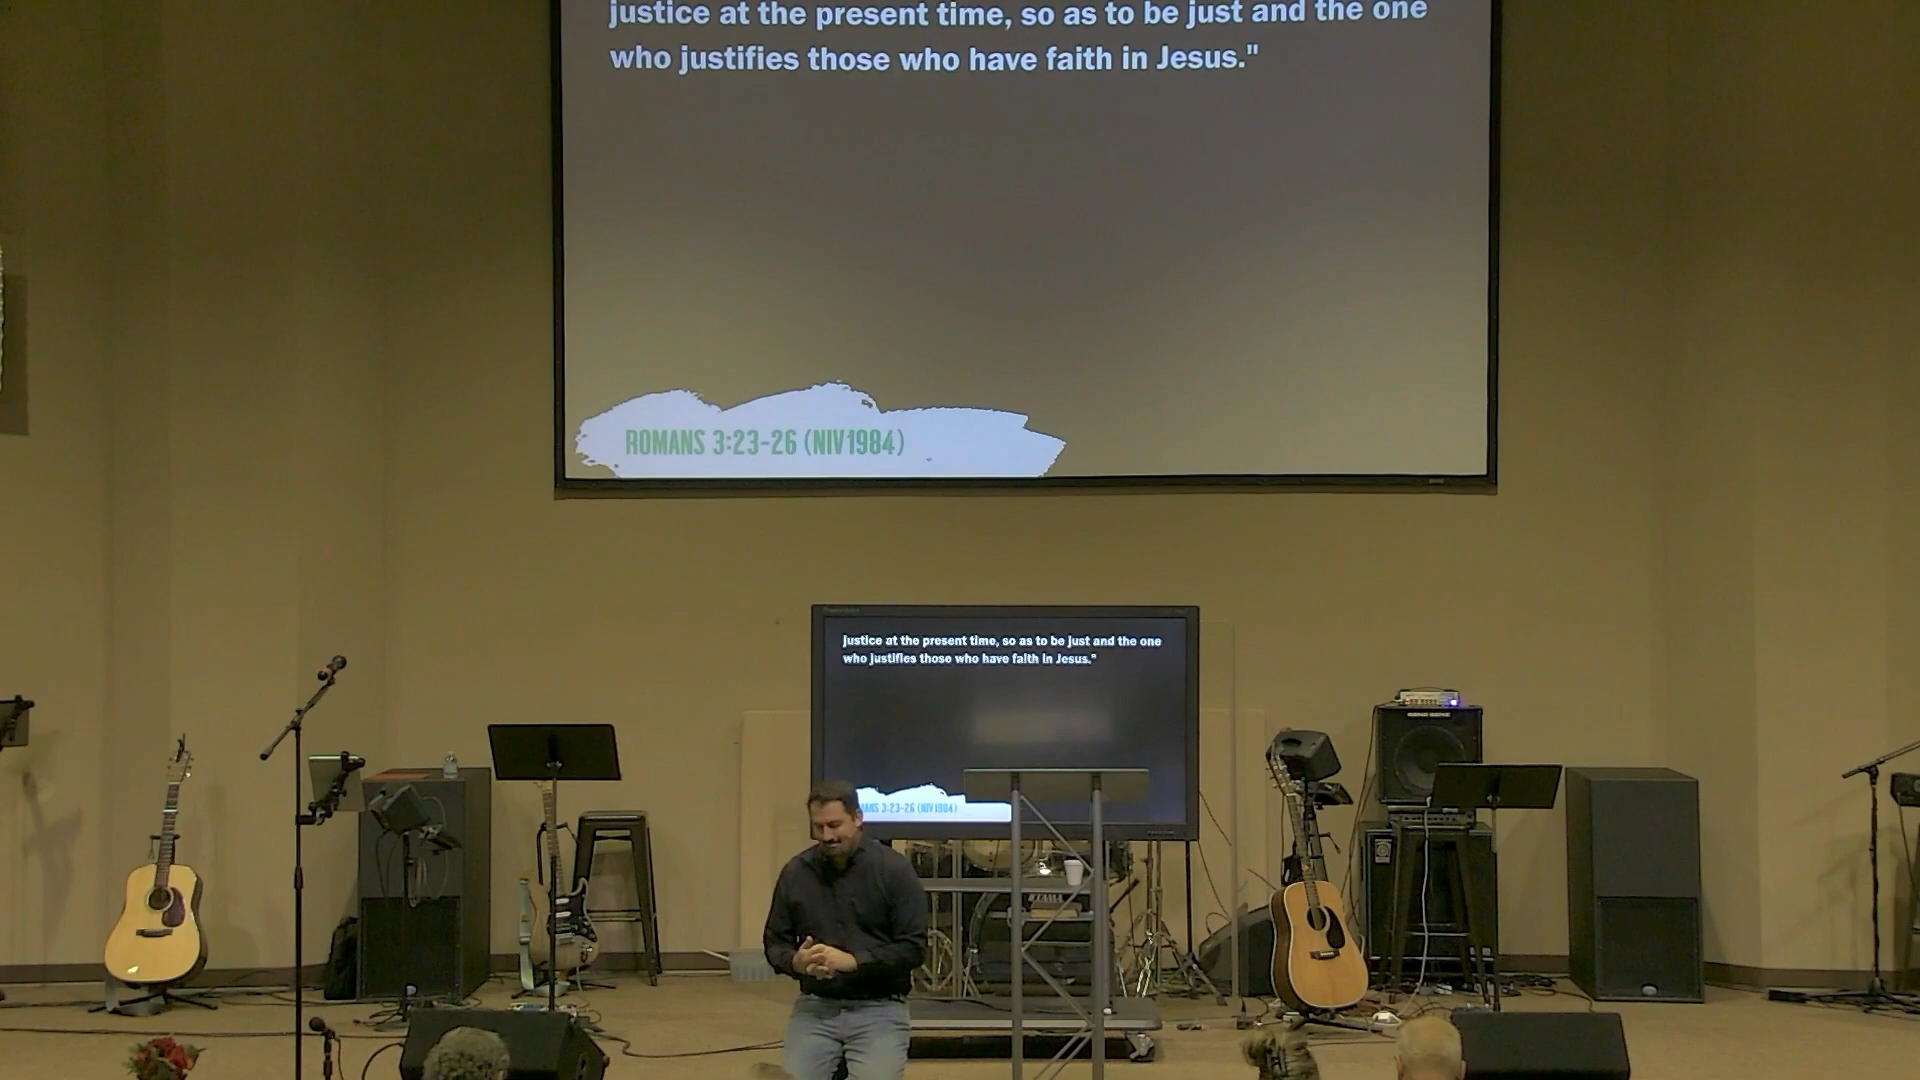 justice at the present time, so as to be just and the one
who justifies those who have faith in Jesus."
ROMANS 3:23-26 (NIV1984)
justice at the present time, so as to be just and the one
who justifies those who have faith in Jesus."
3:23-26 (NIV1984)
TAMA